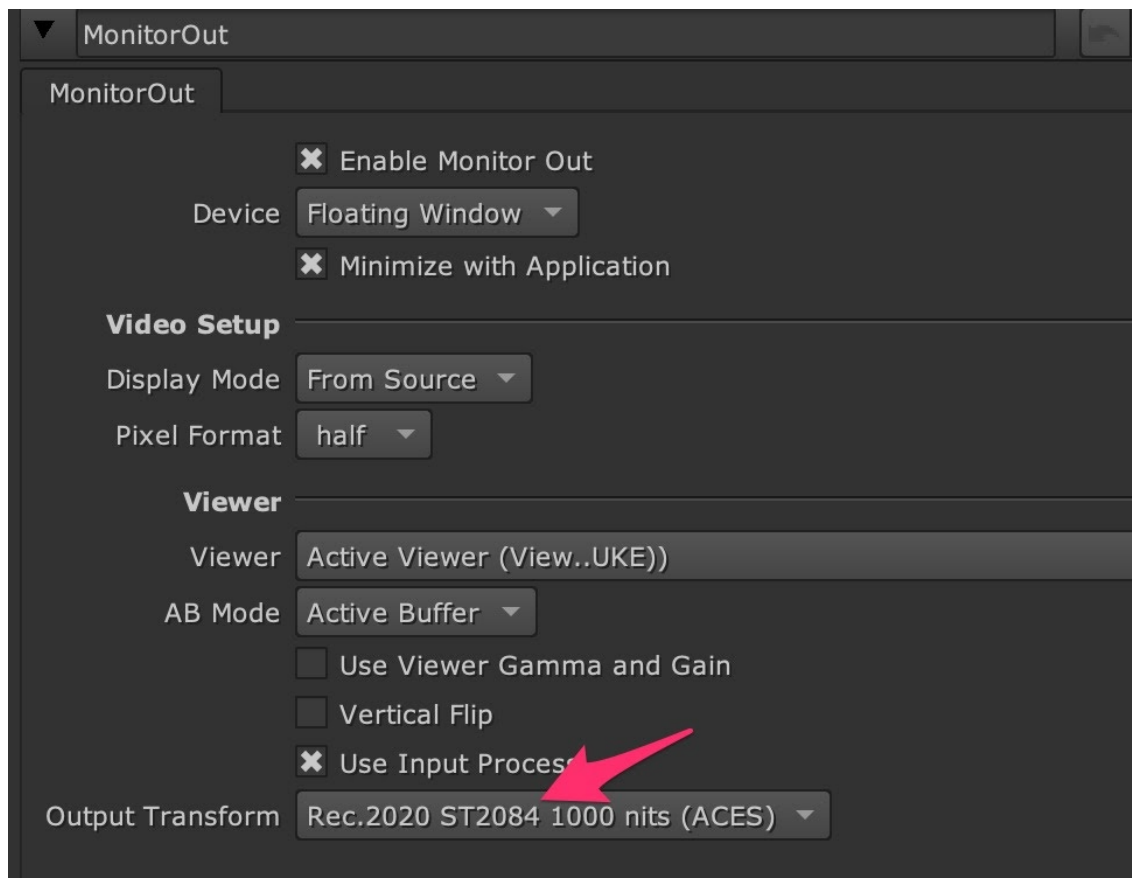 MonitorOut
MonitorOut
Enable Monitor Out
Device Floating Window
Minimize with Application
Video Setup
Display Mode From Source
Pixel Format half
Viewer
Viewer Active Viewer (View..UKE))
AB Mode Active Buffer
Use Viewer Gamma and Gain
Vertical Flip
Use Input Process
Output Transform Rec.2020 ST2084 1000 nits (ACES)